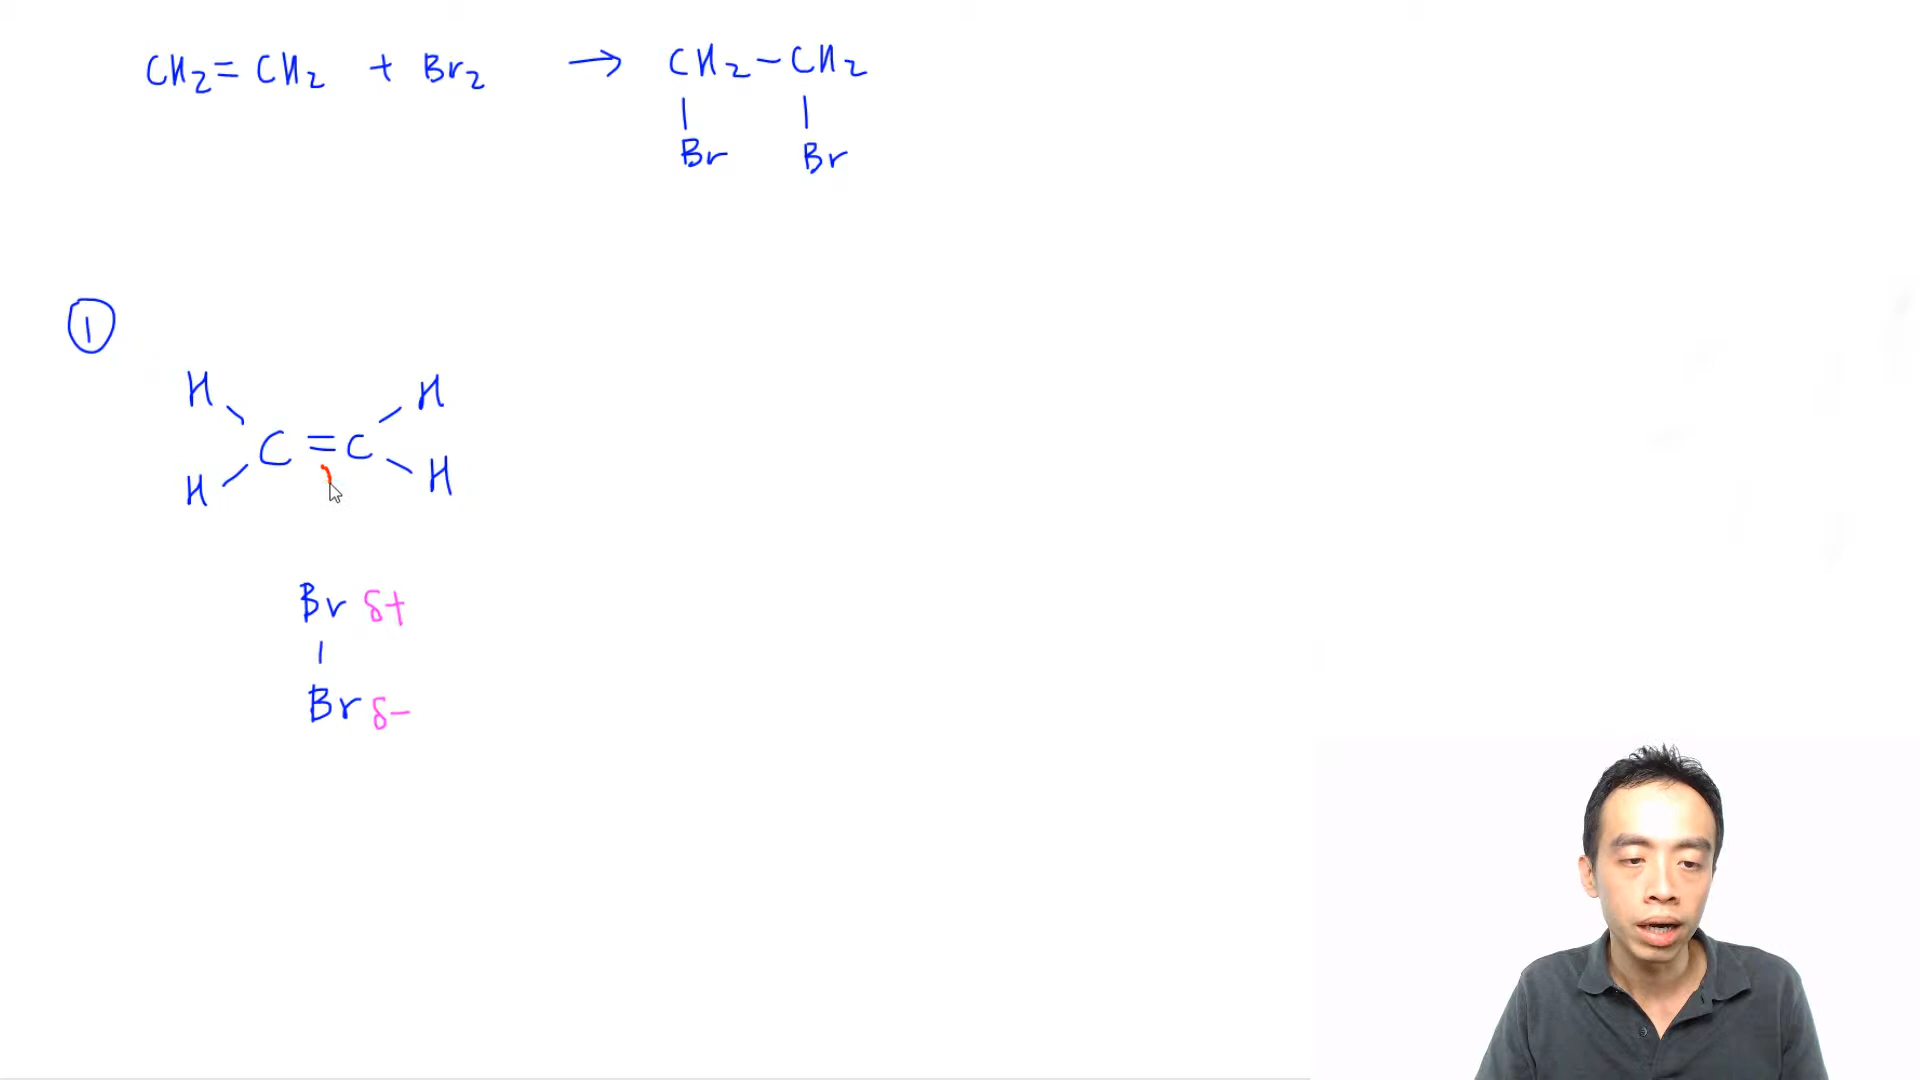 CH₂=CH₂ + Br₂ → CH₂-CH₂
| |
Br Br
①
H H
C=C
H H
Br δ+
|
Br δ-